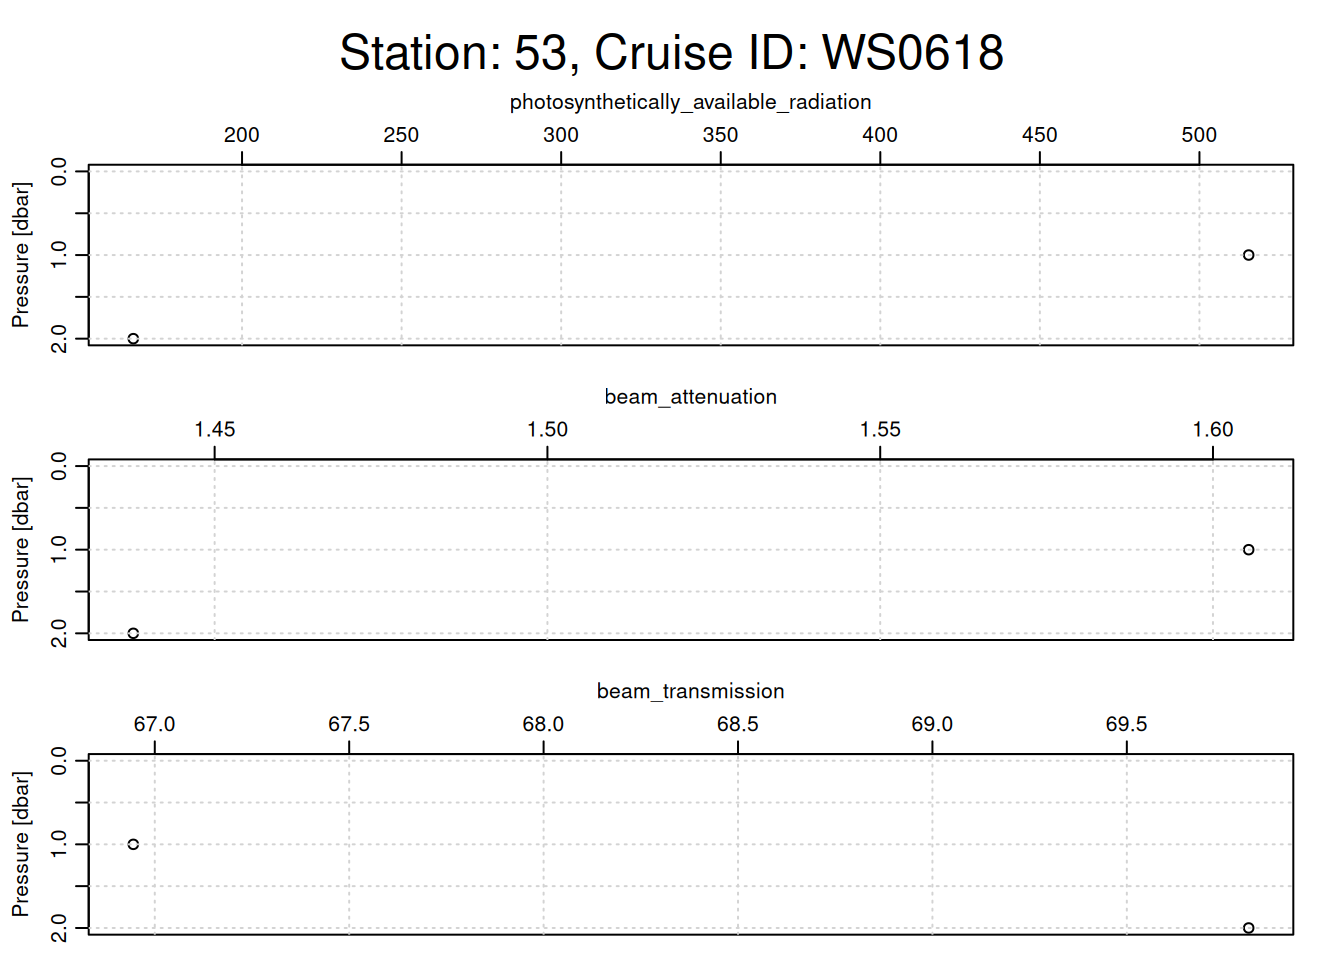 Station: 53, Cruise ID: WS0618
photosynthetically_available_radiation
200 250 300 350 400 450 500
Pressure [dbar]
0.0
1.0
2.0
beam_attenuation
1.45 1.50 1.55 1.60
Pressure [dbar]
0.0
1.0
2.0
beam_transmission
67.0 67.5 68.0 68.5 69.0 69.5
Pressure [dbar]
0.0
1.0
2.0